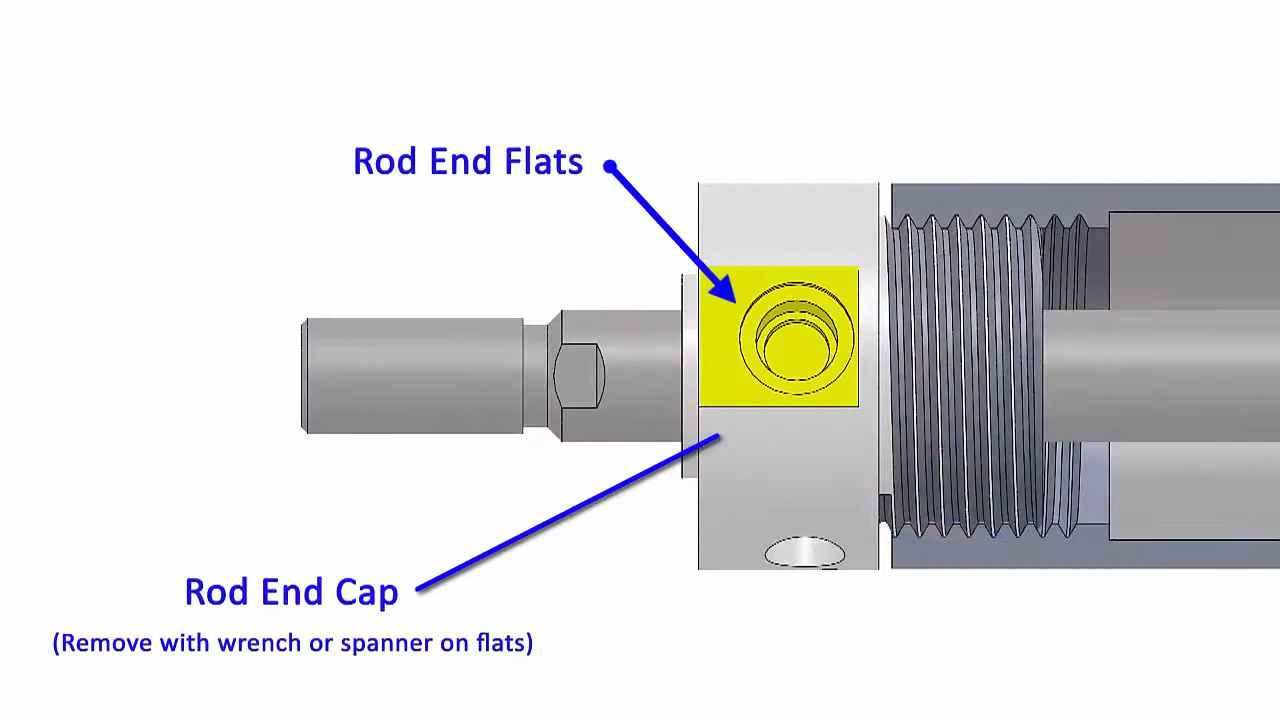 Rod End Flats
Rod End Cap
(Remove with wrench or spanner on flats)